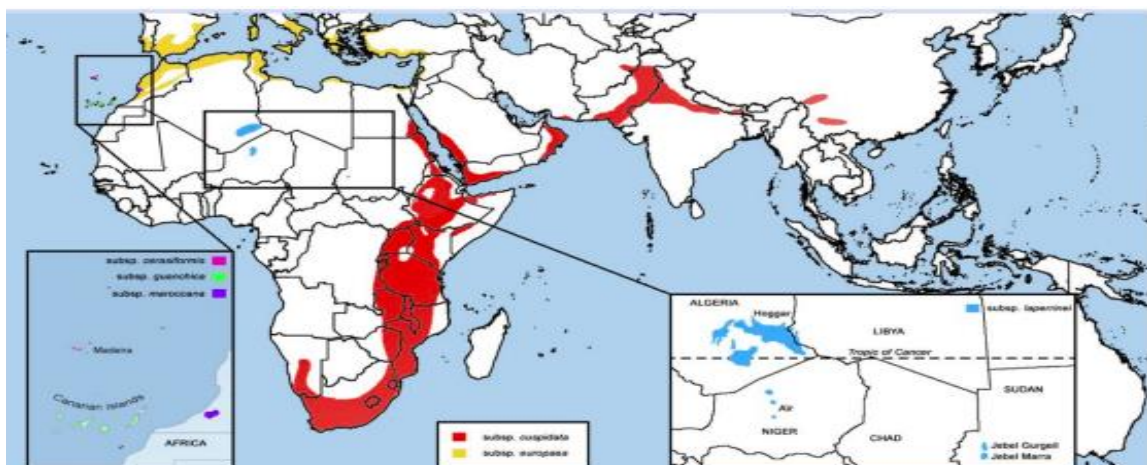 subsp. cerasiformis
subsp. guanchica
subsp. maroccana
Madeira
Canarian Islands
AFRICA
subsp. cuspidata
subsp. europaea
ALGERIA
Hoggar
LIBYA
subsp. laperrinei
Tropic of Cancer
SUDAN
Aïr
NIGER
CHAD
Jebel Gurgeil
Jebel Marra